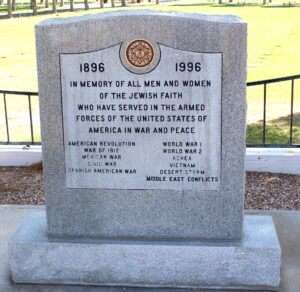 1896 1996
IN MEMORY OF ALL MEN AND WOMEN
OF THE JEWISH FAITH
WHO HAVE SERVED IN THE ARMED
FORCES OF THE UNITED STATES OF
AMERICA IN WAR AND PEACE
AMERICAN REVOLUTION
WAR OF 1812
MEXICAN WAR
CIVIL WAR
SPANISH AMERICAN WAR
WORLD WAR 1
WORLD WAR 2
KOREA
VIETNAM
DESERT STORM
MIDDLE EAST CONFLICTS